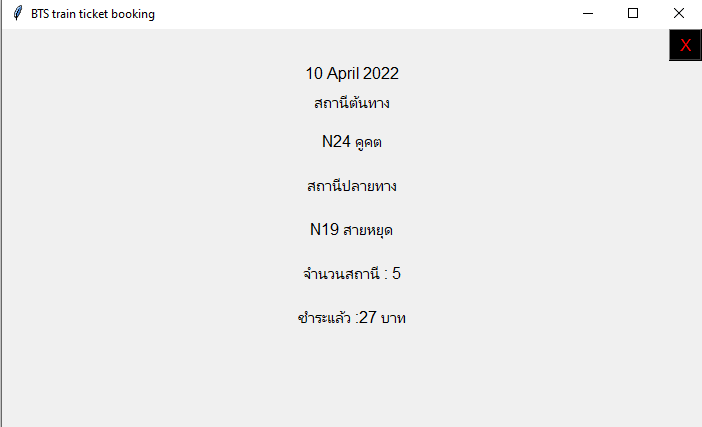 BTS train ticket booking
X
10 April 2022
สถานีต้นทาง
N24 คูคต
สถานีปลายทาง
N19 สายหยุด
จำนวนสถานี : 5
ชำระแล้ว :27 บาท